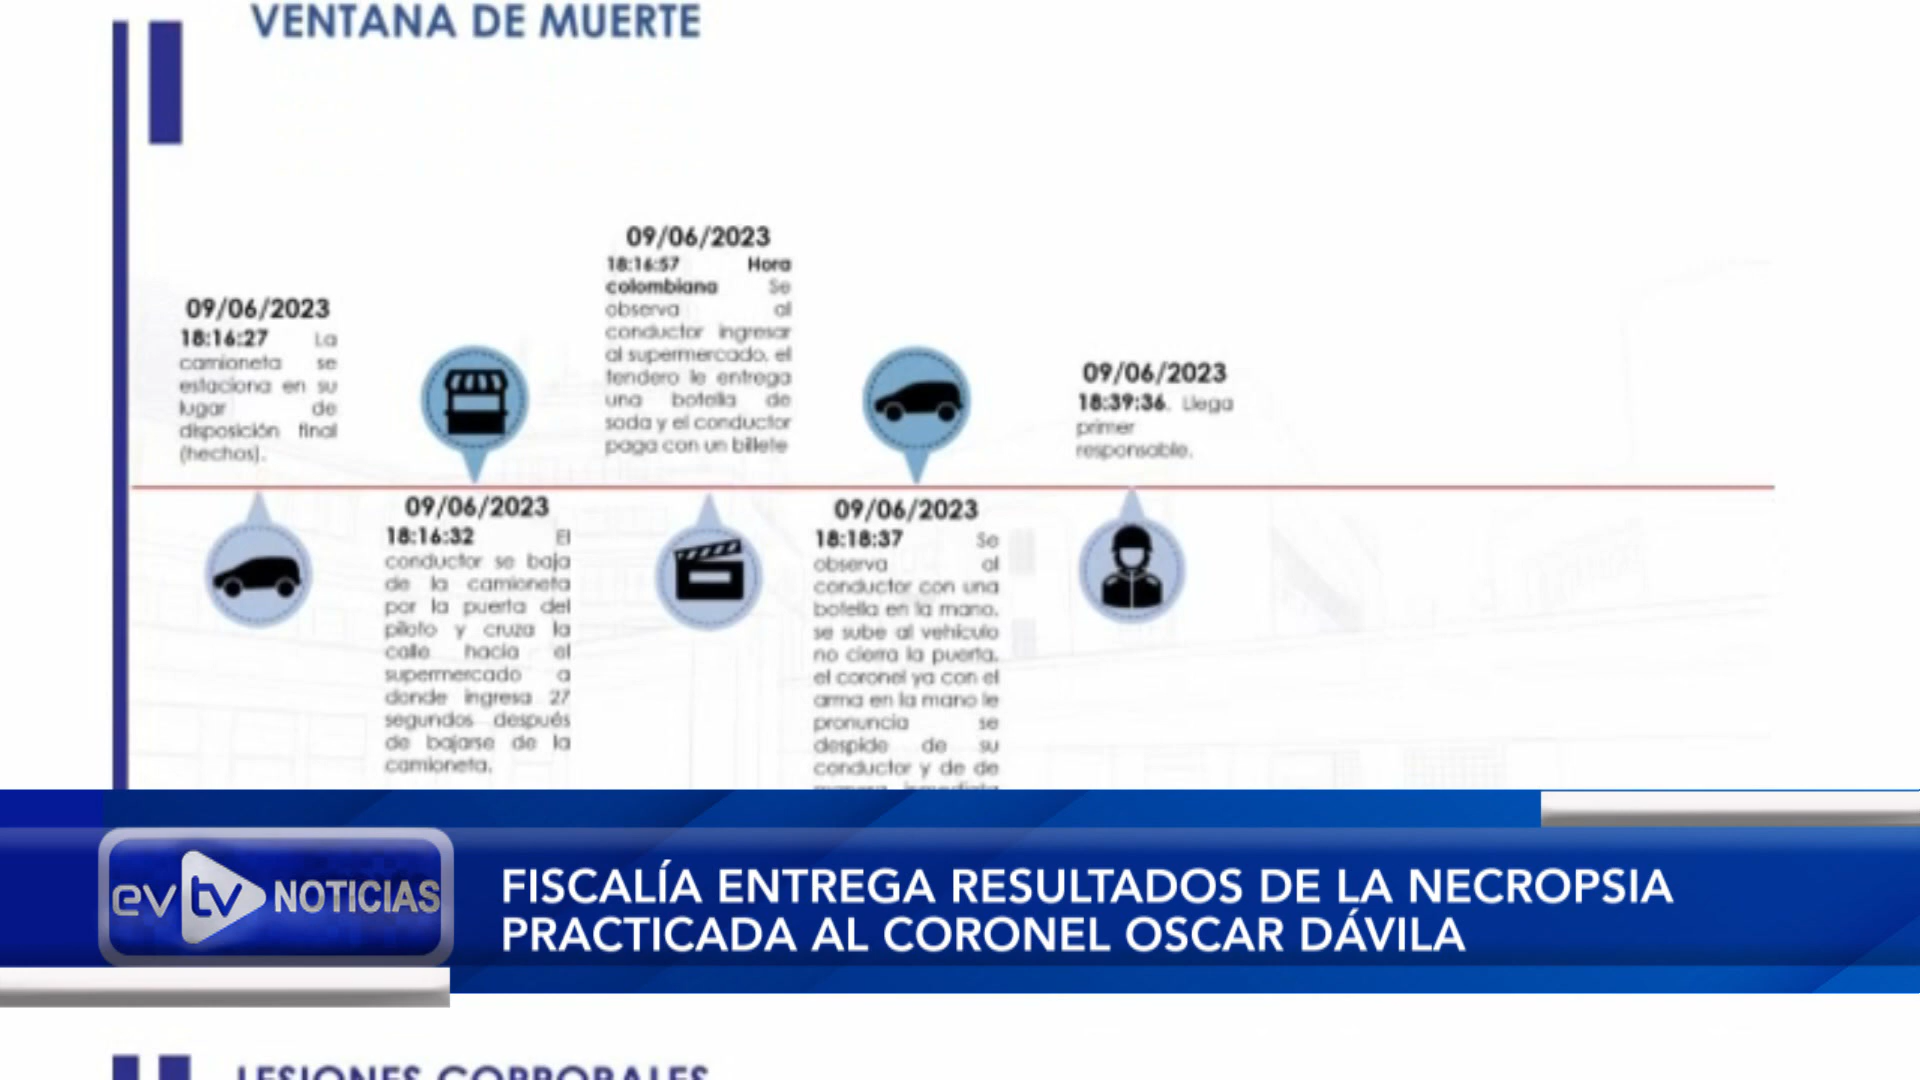 VENTANA DE MUERTE
09/06/2023
18:16:27 La
camioneta se
estaciona en su
lugar de
disposición final
(hechos).
09/06/2023
18:16:32 El
conductor se baja
de la camioneta
por la puerta del
piloto y cruza la
calle hacia el
supermercado a
donde ingresa 27
segundos después
de bajarse de la
camioneta.
09/06/2023
18:16:57 Hora
colombiana Se
observa al
conductor ingresar
al supermercado, el
tendero le entrega
una botella de
soda y el conductor
paga con un billete
09/06/2023
18:18:37 Se
observa al
conductor con una
botella en la mano,
se sube al vehículo
no cierra la puerta,
el coronel ya con el
arma en la mano le
pronuncia se
despide de su
conductor y de de
manera inmediata
09/06/2023
18:39:36. Llega
primer
responsable.
evtv NOTICIAS
FISCALÍA ENTREGA RESULTADOS DE LA NECROPSIA
PRACTICADA AL CORONEL OSCAR DÁVILA
LESIONES CORPORALES